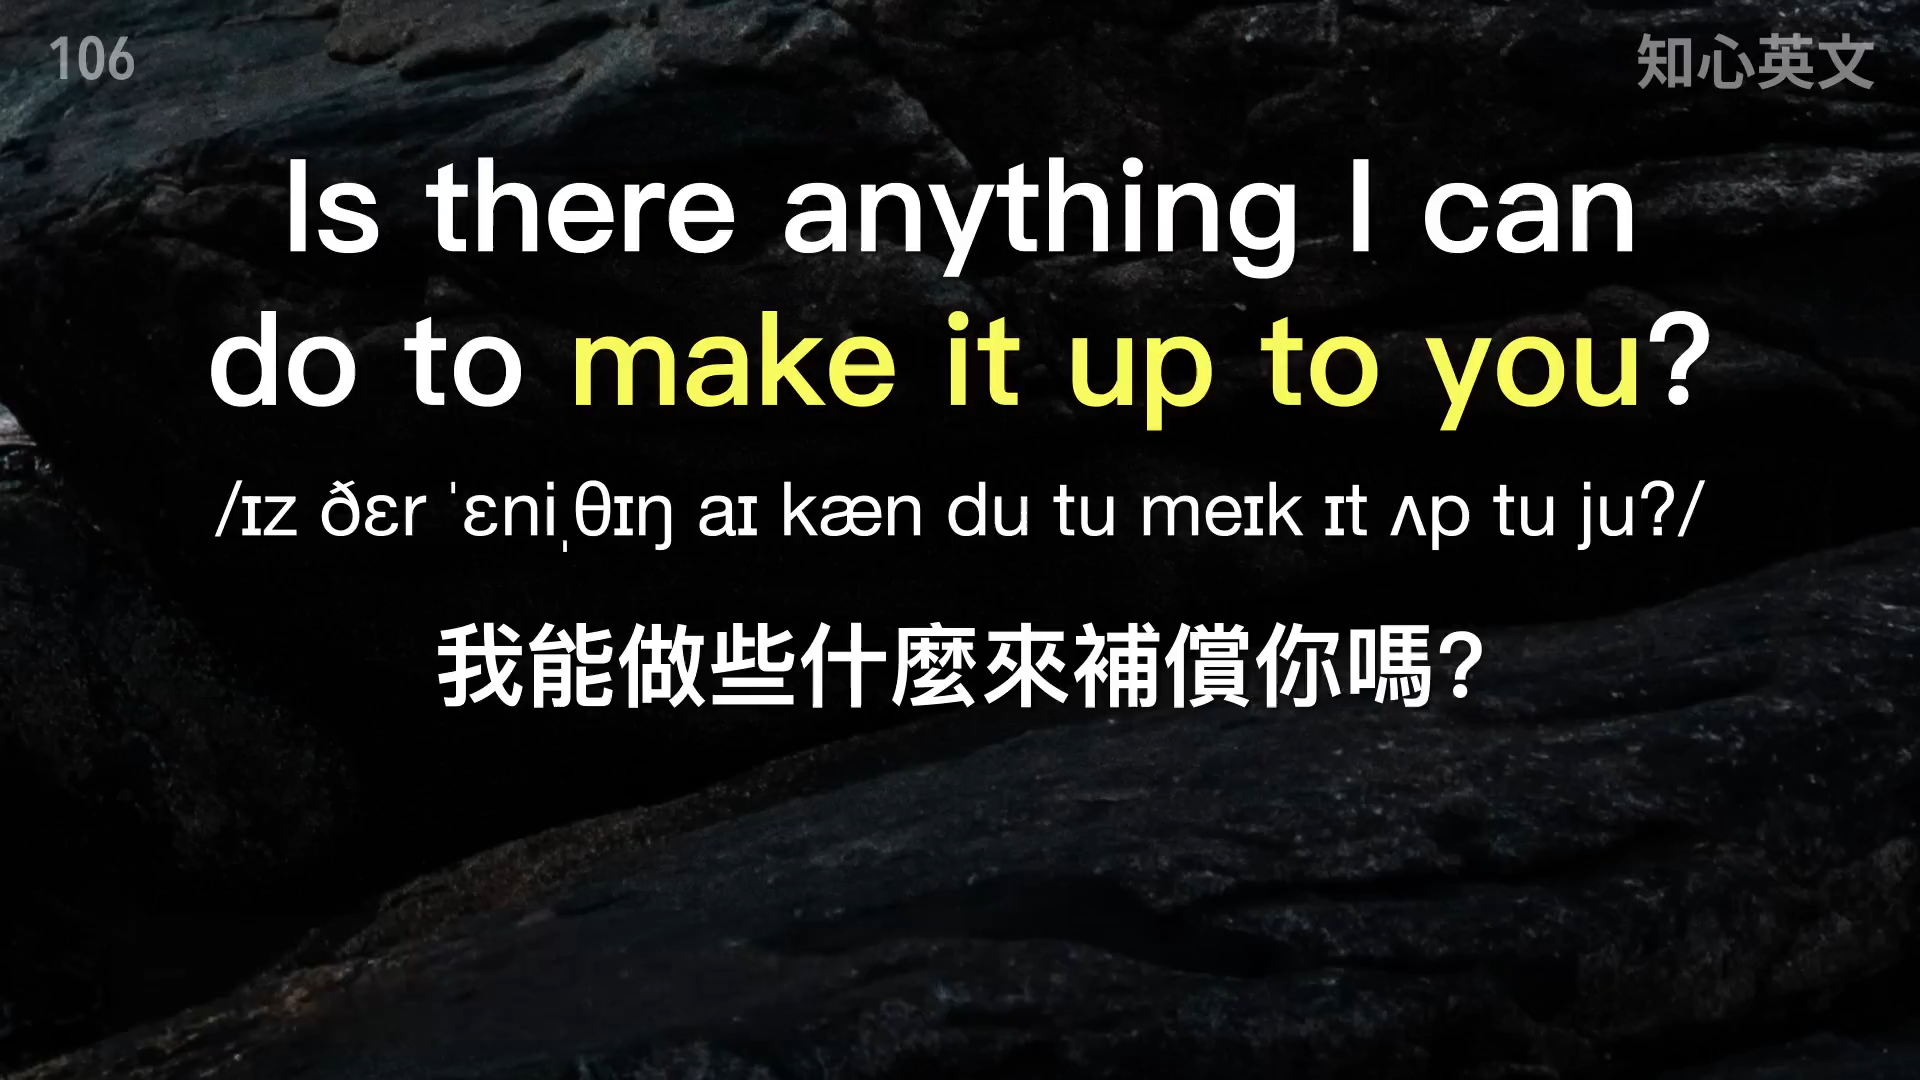 106
知心英文
Is there anything I can
do to make it up to you?
/ɪz ðɛr ˈɛniˌθɪŋ aɪ kæn du tu meɪk ɪt ʌp tu ju?/
我能做些什麼來補償你嗎?